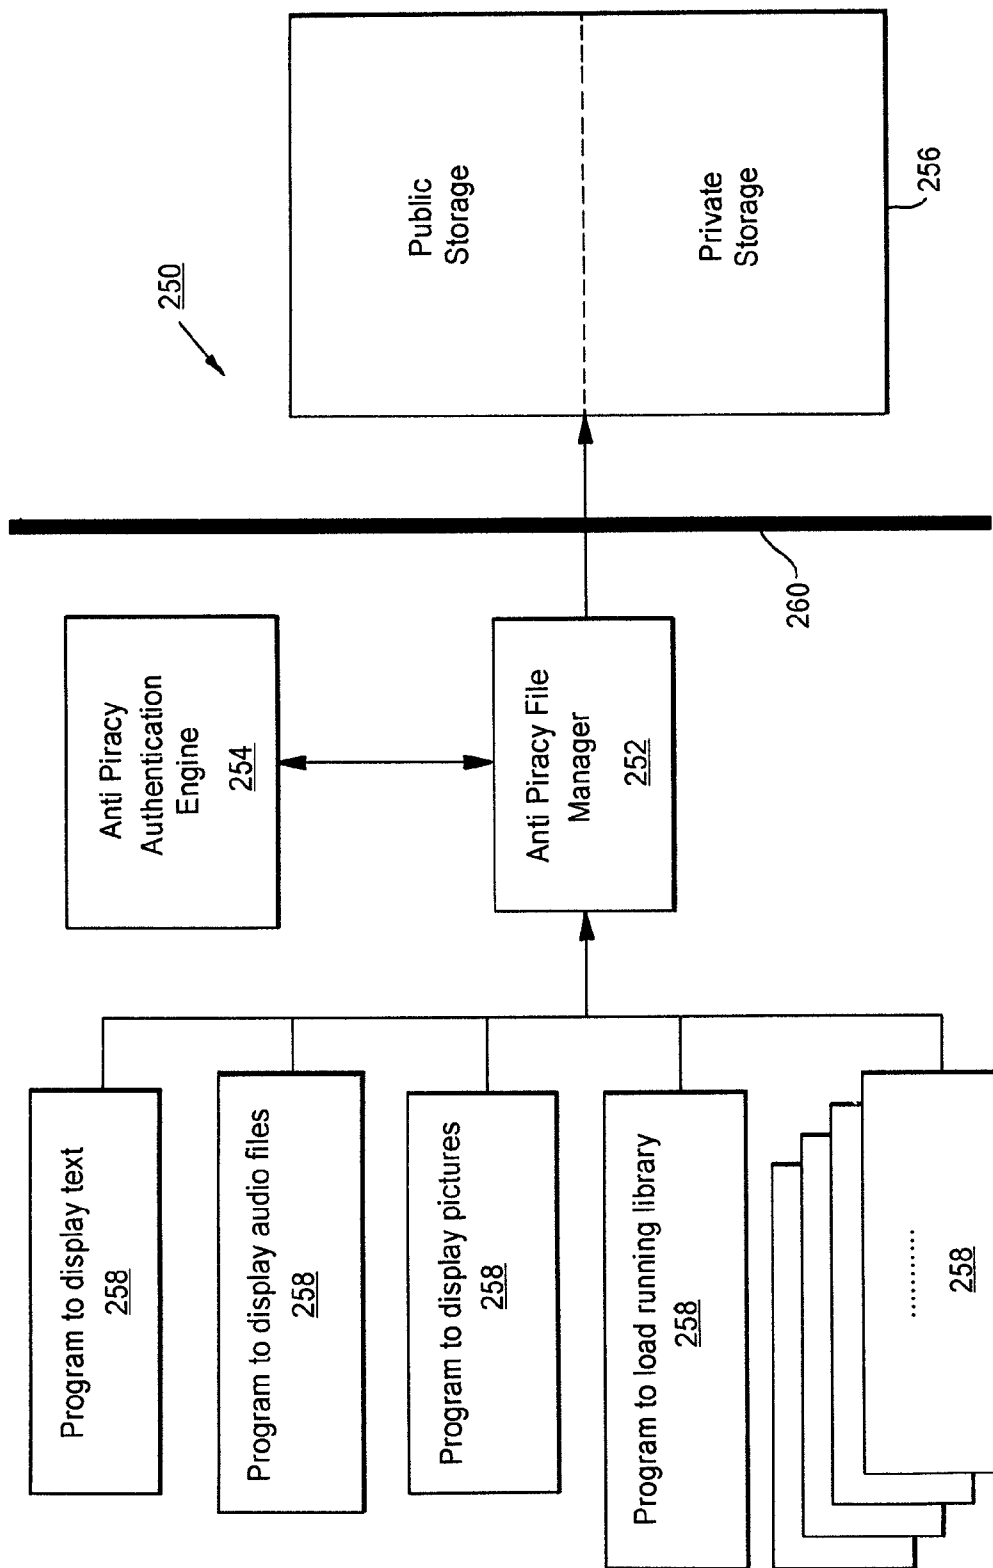 250
Public
Storage
Private
Storage
256
260
Anti Piracy
Authentication
Engine
254
Anti Piracy File
Manager
252
Program to display text
258
Program to display audio files
258
Program to display pictures
258
Program to load running library
258
..........
258